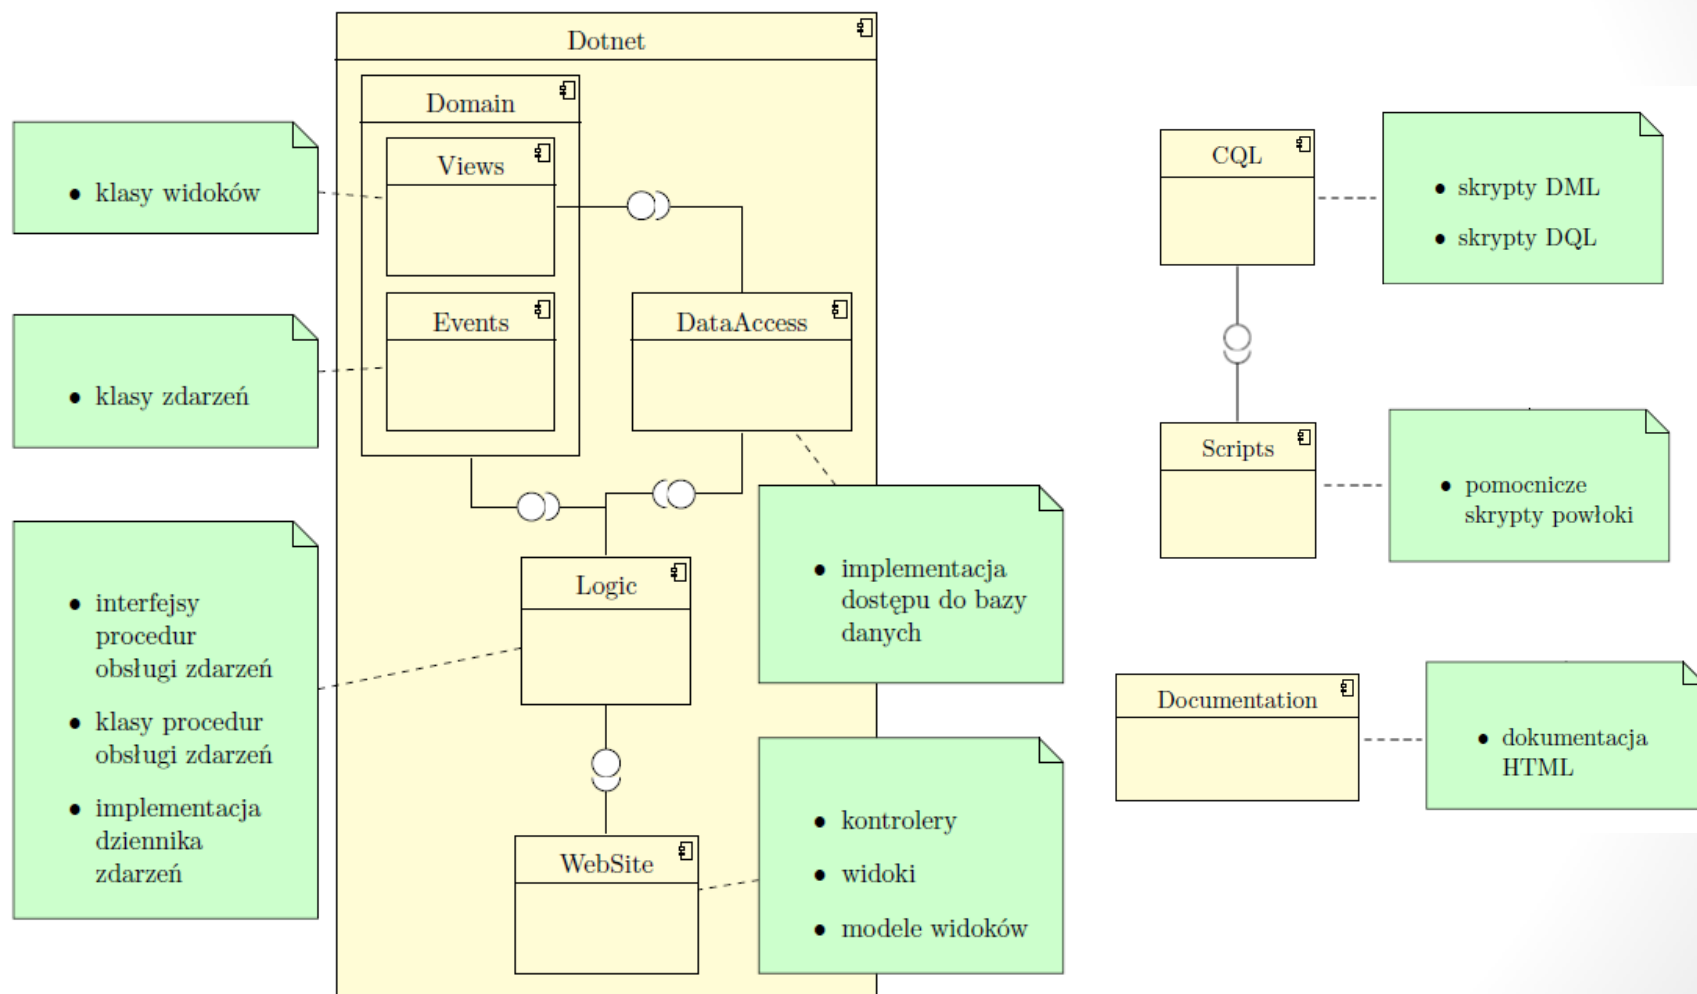 Dotnet
Domain
Views
• klasy widoków
Events
• klasy zdarzeń
DataAccess
• implementacja
dostępu do bazy
danych
Logic
• interfejsy
procedur
obsługi zdarzeń
• klasy procedur
obsługi zdarzeń
• implementacja
dziennika
zdarzeń
WebSite
• kontrolery
• widoki
• modele widoków
CQL
• skrypty DML
• skrypty DQL
Scripts
• pomocnicze
skrypty powłoki
Documentation
• dokumentacja
HTML